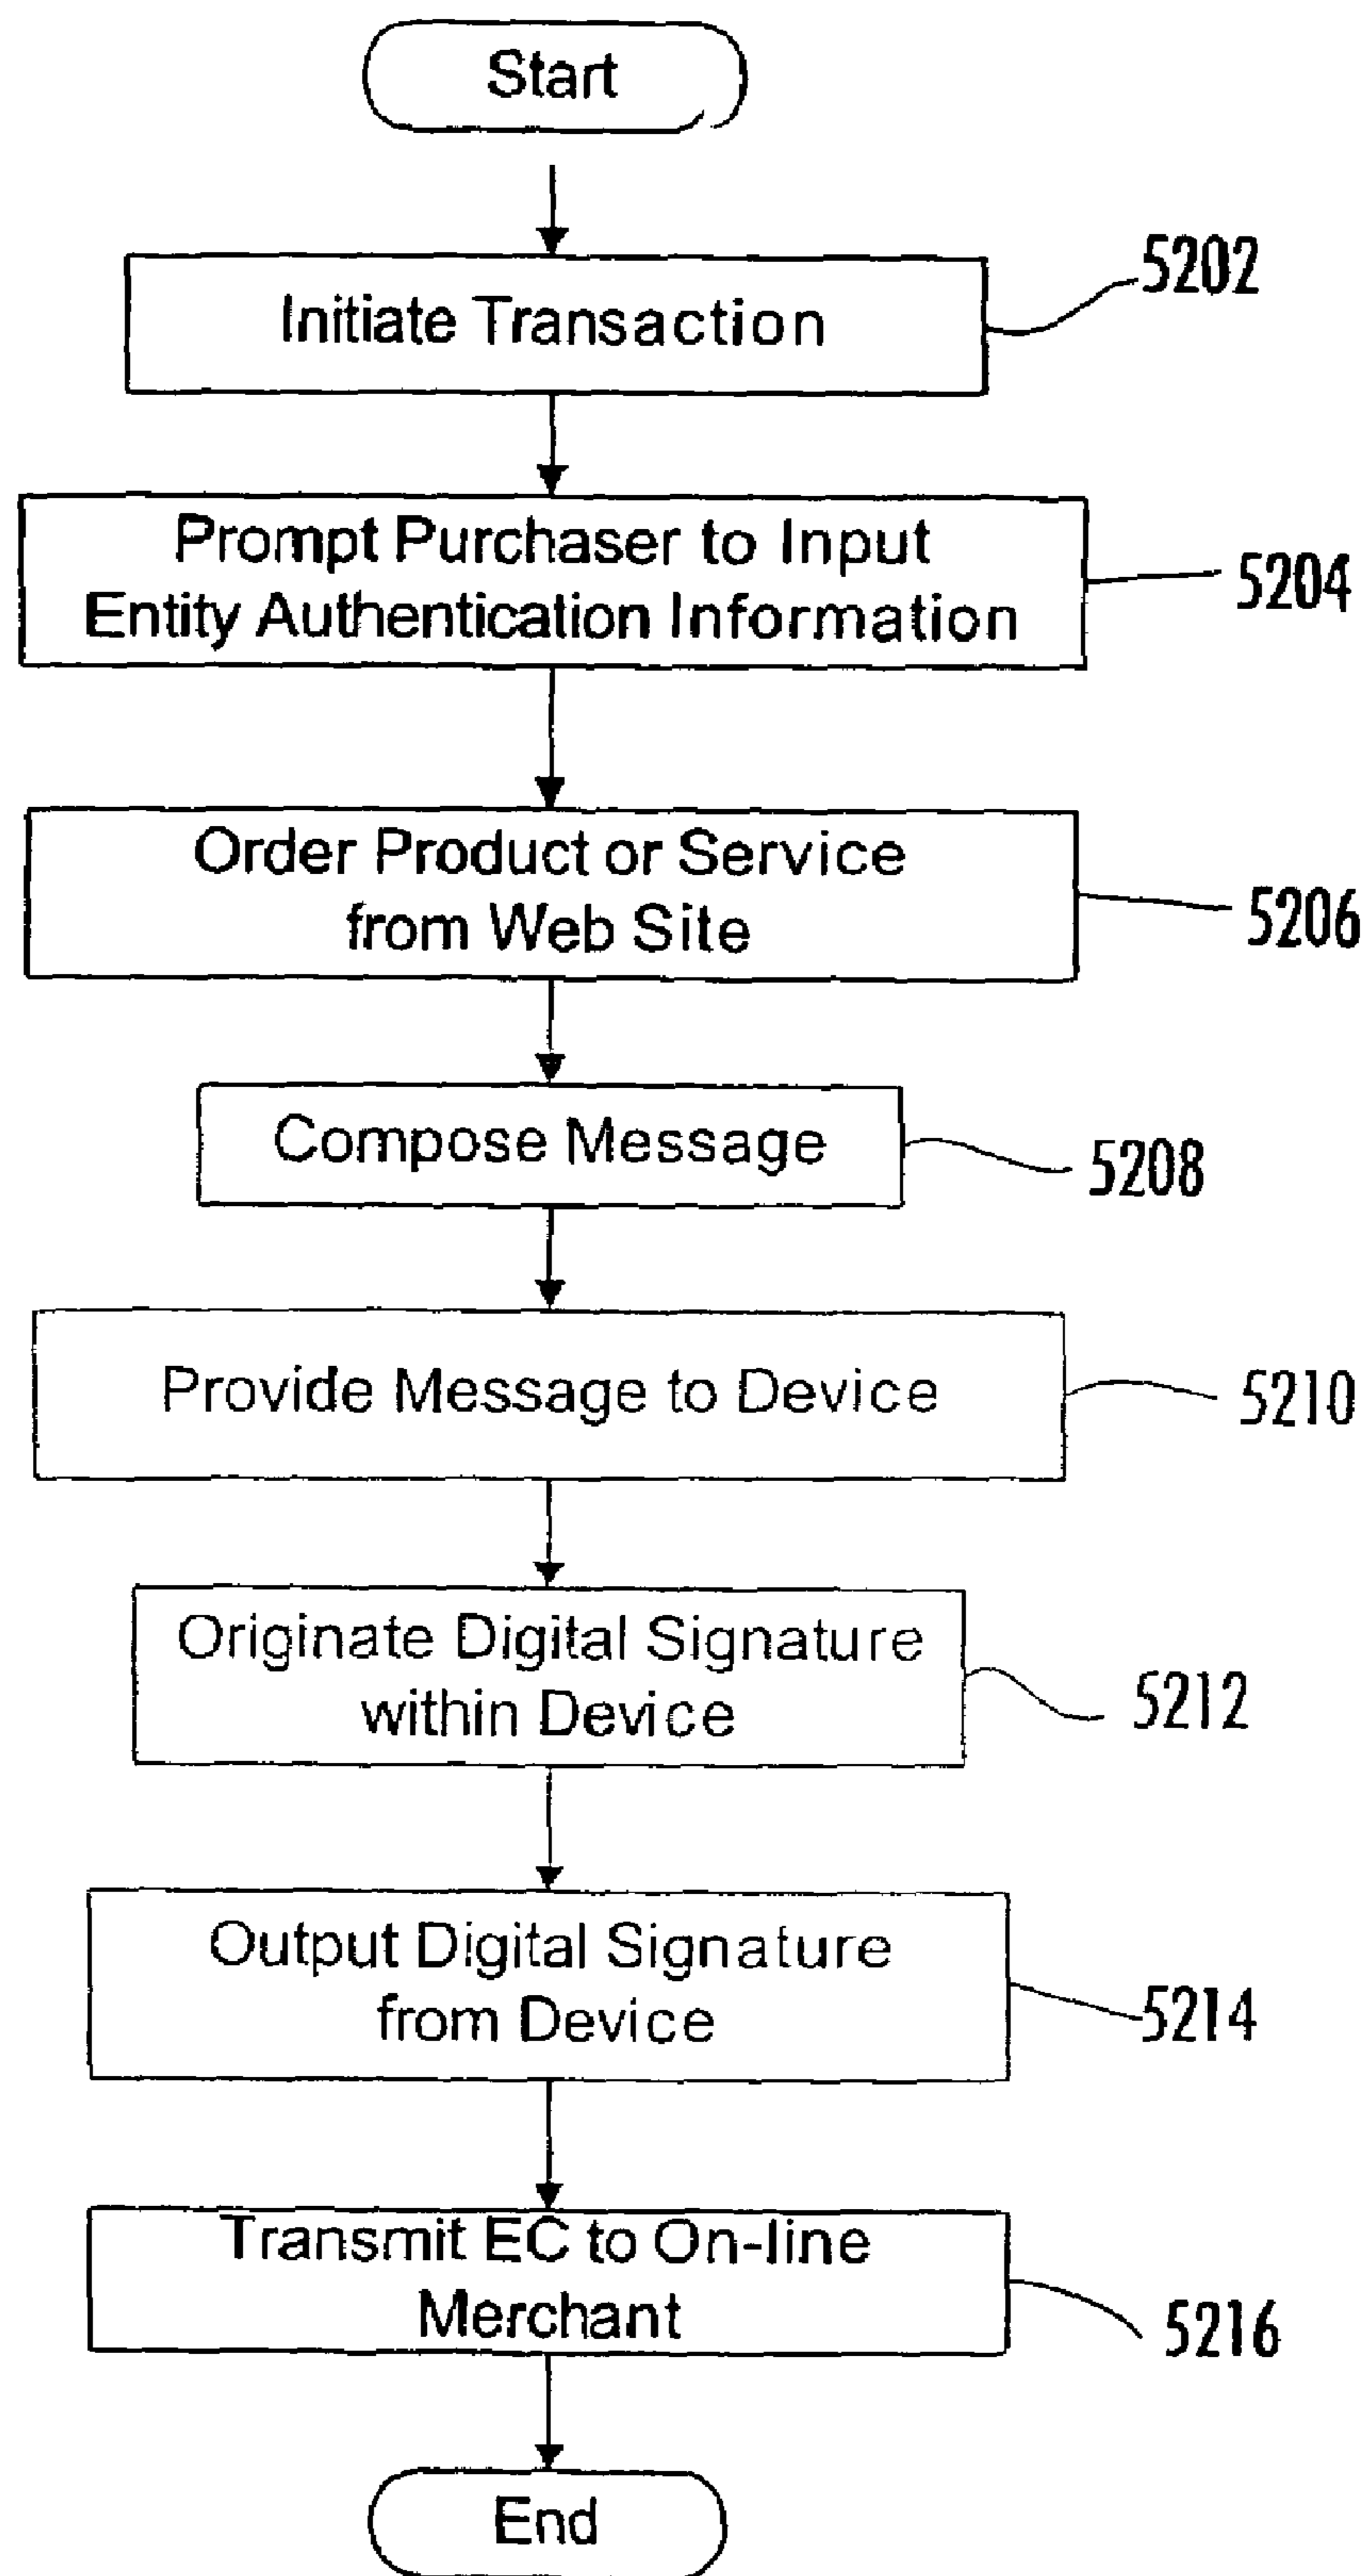 Start
Initiate Transaction
5202
Prompt Purchaser to Input
Entity Authentication Information
5204
Order Product or Service
from Web Site
5206
Compose Message
5208
Provide Message to Device
5210
Originate Digital Signature
within Device
5212
Output Digital Signature
from Device
5214
Transmit EC to On-line
Merchant
5216
End